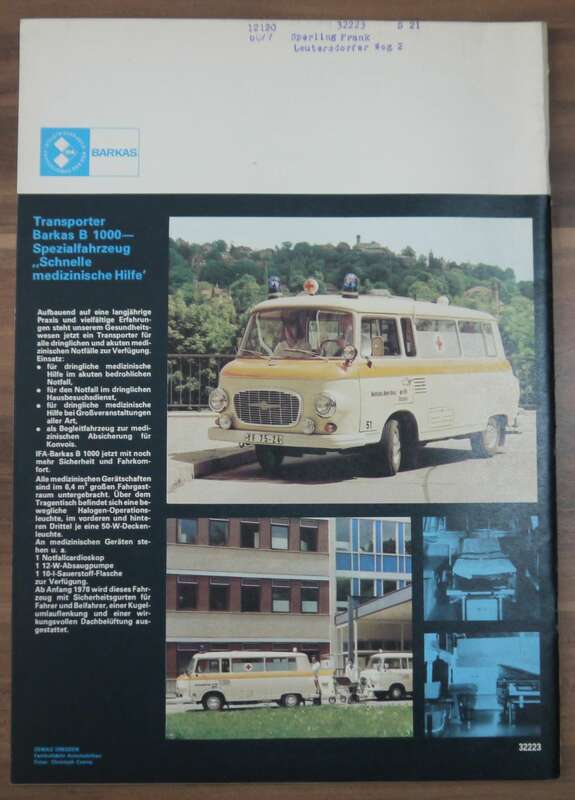 12120 32223 S 21
Sperling Frank
Leutersdorfer Weg 2
BARKAS
Transporter
Barkas B 1000—
Spezialfahrzeug
„Schnelle
medizinische Hilfe‘
Aufbauend auf eine langjährige
Praxis und vielfältige Erfahrun-
gen steht unserem Gesundheits-
wesen jetzt ein Transporter für
alle dringlichen und akuten medi-
zinischen Notfälle zur Verfügung.
Einsatz:
● für dringliche medizinische
Hilfe im akuten bedrohlichen
Notfall,
● für den Notfall im dringlichen
Hausbesuchsdienst,
● für dringliche medizinische
Hilfe bei Großveranstaltungen
aller Art,
● als Begleitfahrzeug zur medi-
zinischen Absicherung für
Konvois.
IFA-Barkas B 1000 jetzt mit noch
mehr Sicherheit und Fahrkom-
fort.
Alle medizinischen Gerätschaften
sind im 6,4 m³ großen Fahrgast-
raum untergebracht. Über dem
Tragentisch befindet sich eine be-
wegliche Halogen-Operations-
leuchte, im vorderen und hinte-
ren Drittel je eine 50-W-Decken-
leuchte.
An medizinischen Geräten ste-
hen u. a.
1 Notfallcardioskop
1 12-W-Absaugpumpe
1 10-l-Sauerstoff-Flasche
zur Verfügung.
Ab Anfang 1978 wird dieses Fahr-
zeug mit Sicherheitsgurten für
Fahrer und Beifahrer, einer Kugel-
umlauflenkung und einer wir-
kungsvollen Dachbelüftung aus-
gestattet.
51
DEWAG DRESDEN
Fotos: Christoph Czerny
32223